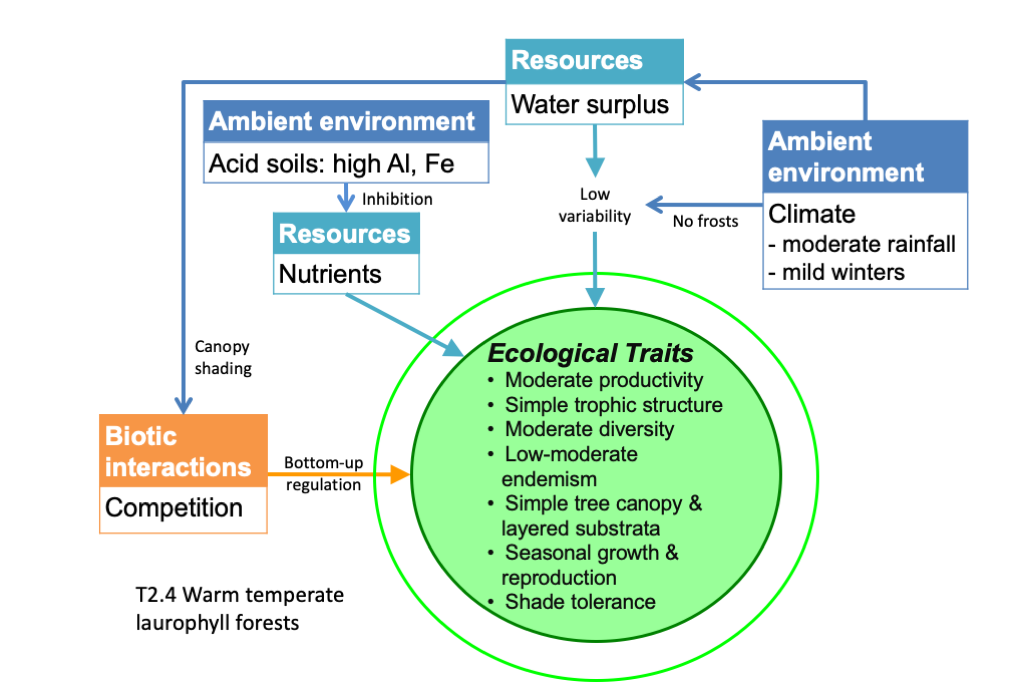 Resources
Water surplus
Ambient environment
Acid soils: high Al, Fe
Ambient
environment
Climate
- moderate rainfall
- mild winters
Inhibition
Low
variability
No frosts
Resources
Nutrients
Canopy
shading
Ecological Traits
• Moderate productivity
• Simple trophic structure
• Moderate diversity
• Low-moderate
endemism
• Simple tree canopy &
layered substrata
• Seasonal growth &
reproduction
• Shade tolerance
Biotic
interactions
Competition
Bottom-up
regulation
T2.4 Warm temperate
laurophyll forests